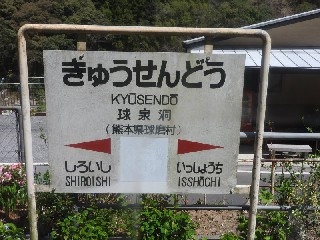 きゅうせんどう
KYŪSENDŌ
球泉洞
(熊本県球磨村)
しろいし いっしょうち
SHIROISHI ISSHŌCHI